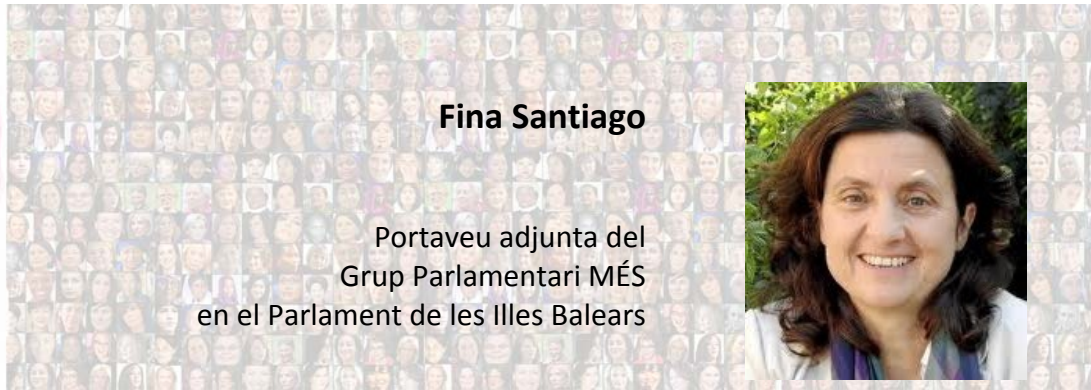 Fina Santiago
Portaveu adjunta del
Grup Parlamentari MÉS
en el Parlament de les Illes Balears